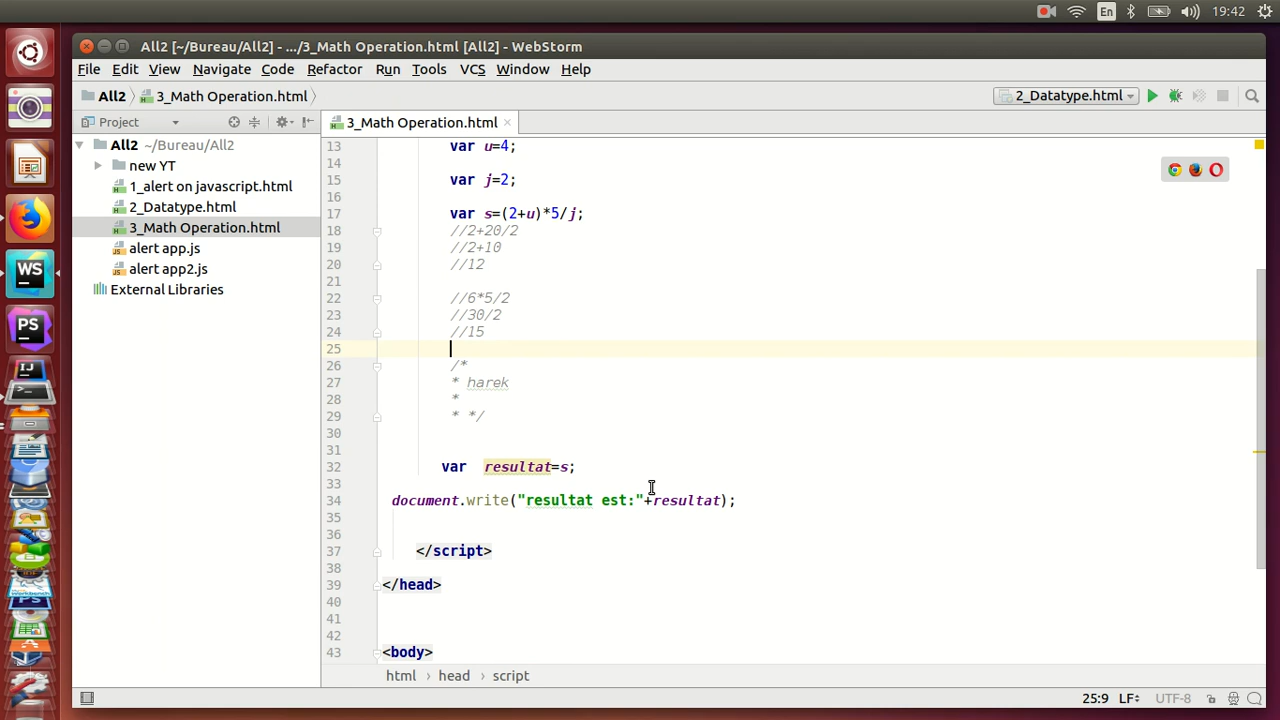 En 19:42
All2 [~/Bureau/All2] - .../3_Math Operation.html [All2] - WebStorm
File Edit View Navigate Code Refactor Run Tools VCS Window Help
All2 3_Math Operation.html 2_Datatype.html
Project 3_Math Operation.html
All2 ~/Bureau/All2
new YT
1_alert on javascript.html
2_Datatype.html
3_Math Operation.html
alert app.js
alert app2.js
External Libraries
WS
PS
IJ
13 var u=4;
14
15 var j=2;
16
17 var s=(2+u)*5/j;
18 //2+20/2
19 //2+10
20 //12
21
22 //6*5/2
23 //30/2
24 //15
25
26 /*
27 * harek
28 *
29 * */
30
31
32 var resultat=s;
33
34 document.write("resultat est:"+resultat);
35
36
37 </script>
38
39 </head>
40
41
42
43 <body>
html › head › script
25:9 LF UTF-8